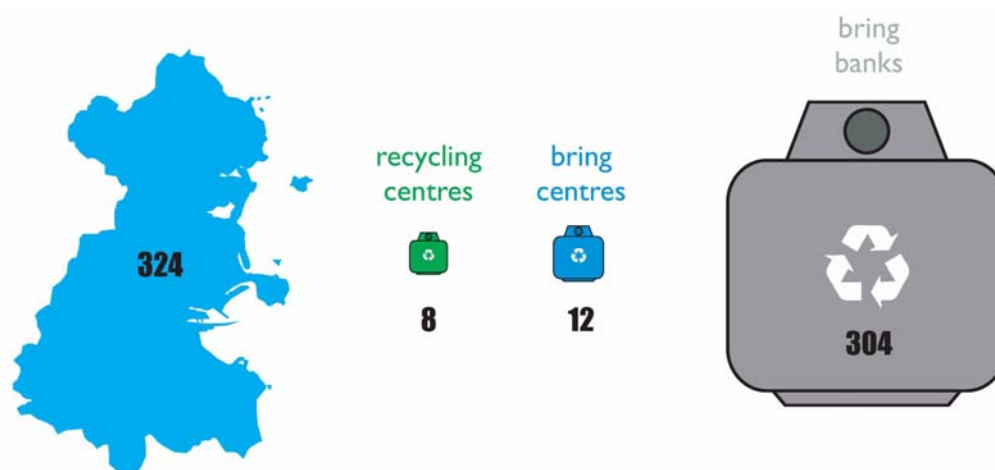 324
recycling
centres
8
bring
centres
12
bring
banks
304